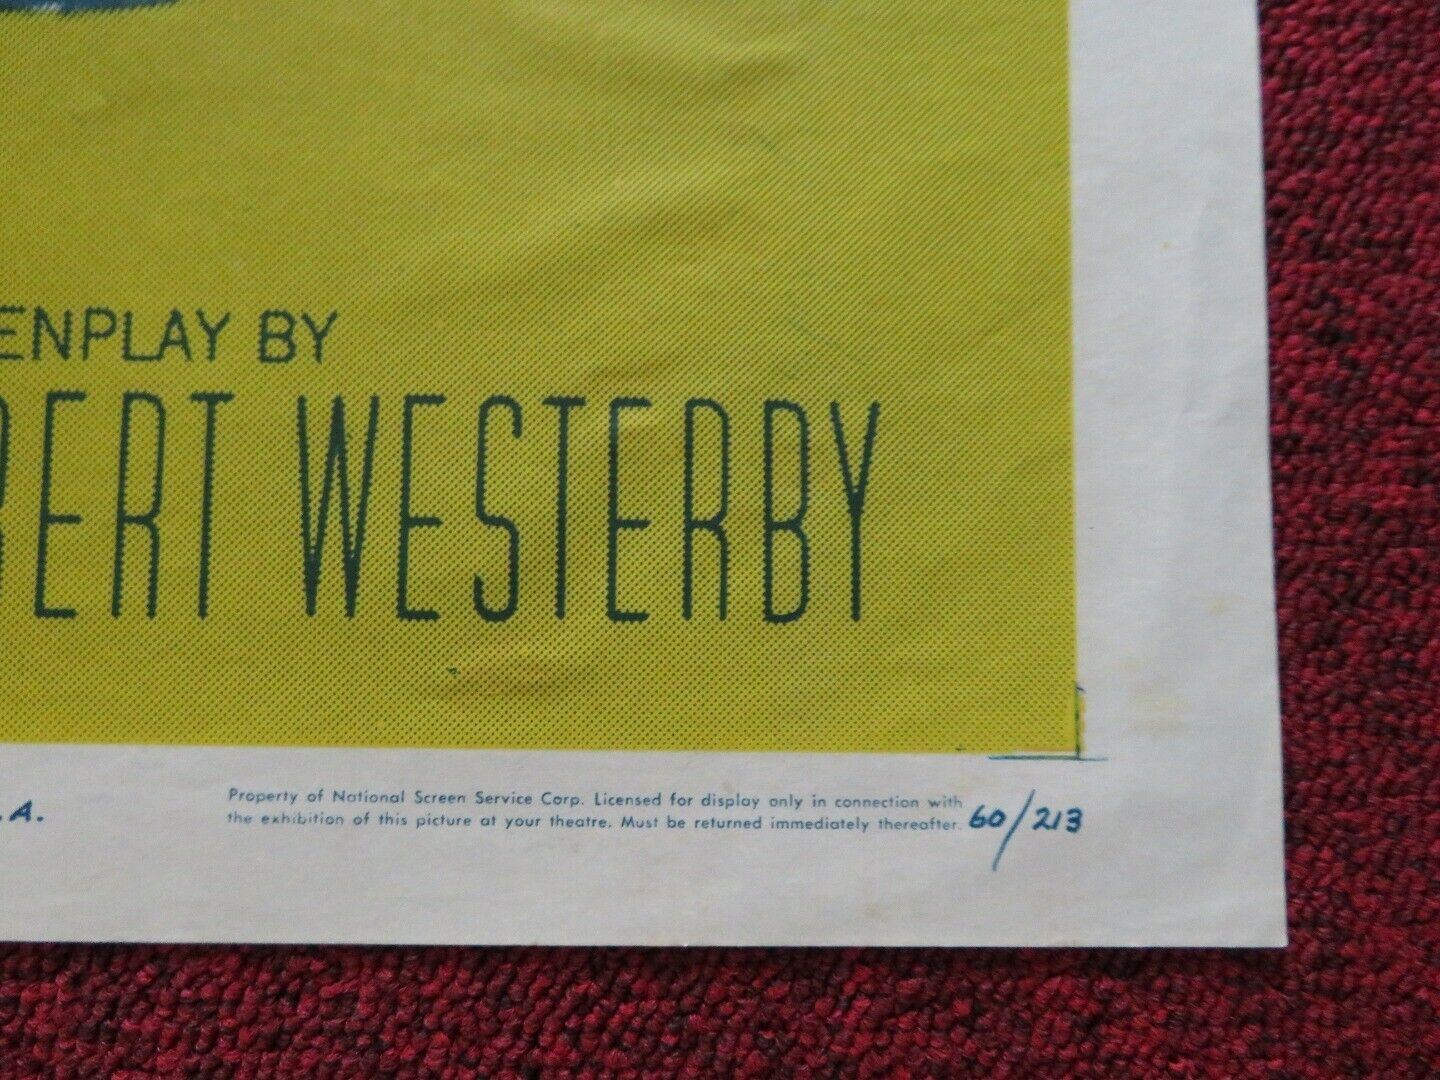 ENPLAY BY
BERT WESTERBY
.A.
Property of National Screen Service Corp. Licensed for display only in connection with
the exhibition of this picture at your theatre. Must be returned immediately thereafter. 60/213